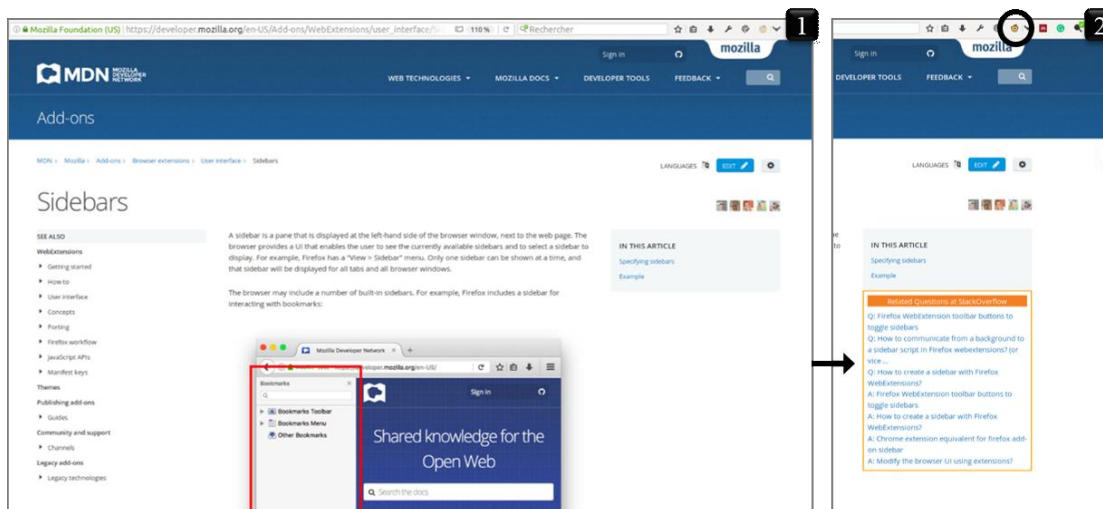 Mozilla Foundation (US) https://developer.mozilla.org/en-US/Add-ons/WebExtensions/user_interface/ 110% Rechercher
1
Sign in mozilla
MDN MOZILLA DEVELOPER NETWORK
WEB TECHNOLOGIES MOZILLA DOCS DEVELOPER TOOLS FEEDBACK
Add-ons
MDN Mozilla Add-ons Browser extensions User interface Sidebars
LANGUAGES EDIT
Sidebars
SEE ALSO
WebExtensions
Getting started
How to
User interface
Concepts
Porting
Firefox workflow
JavaScript APIs
Manifest keys
Themes
Publishing add-ons
Guides
Community and support
Channels
Legacy add-ons
Legacy technologies
A sidebar is a pane that is displayed at the left-hand side of the browser window, next to the web page. The
browser provides a UI that enables the user to see the currently available sidebars and to select a sidebar to
display. For example, Firefox has a "View > Sidebar" menu. Only one sidebar can be shown at a time, and
that sidebar will be displayed for all tabs and all browser windows.
The browser may include a number of built-in sidebars. For example, Firefox includes a sidebar for
interacting with bookmarks:
IN THIS ARTICLE
Specifying sidebars
Example
Mozilla Developer Network
developer.mozilla.org/en-US/
Bookmarks
Bookmarks Toolbar
Bookmarks Menu
Other Bookmarks
Sign in
Shared knowledge for the
Open Web
Search the docs
2
Sign in mozilla
DEVELOPER TOOLS FEEDBACK
LANGUAGES EDIT
IN THIS ARTICLE
Specifying sidebars
Example
Related Questions at StackOverflow
Q: Firefox WebExtension toolbar buttons to
toggle sidebars
Q: How to communicate from a background to
a sidebar script in Firefox webextensions? (or
vice ...
Q: How to create a sidebar with Firefox
WebExtensions?
A: Firefox WebExtension toolbar buttons to
toggle sidebars
A: How to create a sidebar with Firefox
WebExtensions?
A: Chrome extension equivalent for firefox add-
on sidebar
A: Modify the browser UI using extensions?